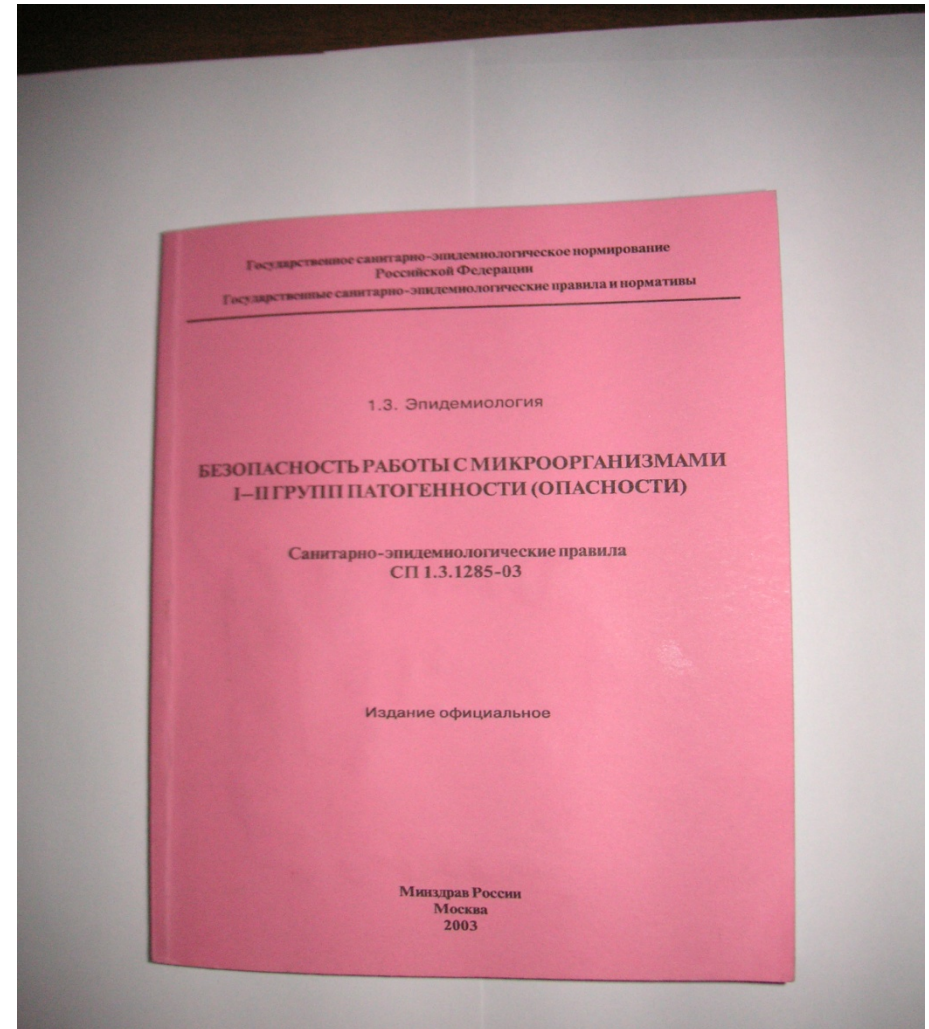 Государственное санитарно-эпидемиологическое нормирование
Российской Федерации
Государственные санитарно-эпидемиологические правила и нормативы
1.3. Эпидемиология
БЕЗОПАСНОСТЬ РАБОТЫ С МИКРООРГАНИЗМАМИ
I–II ГРУПП ПАТОГЕННОСТИ (ОПАСНОСТИ)
Санитарно-эпидемиологические правила
СП 1.3.1285-03
Издание официальное
Минздрав России
Москва
2003